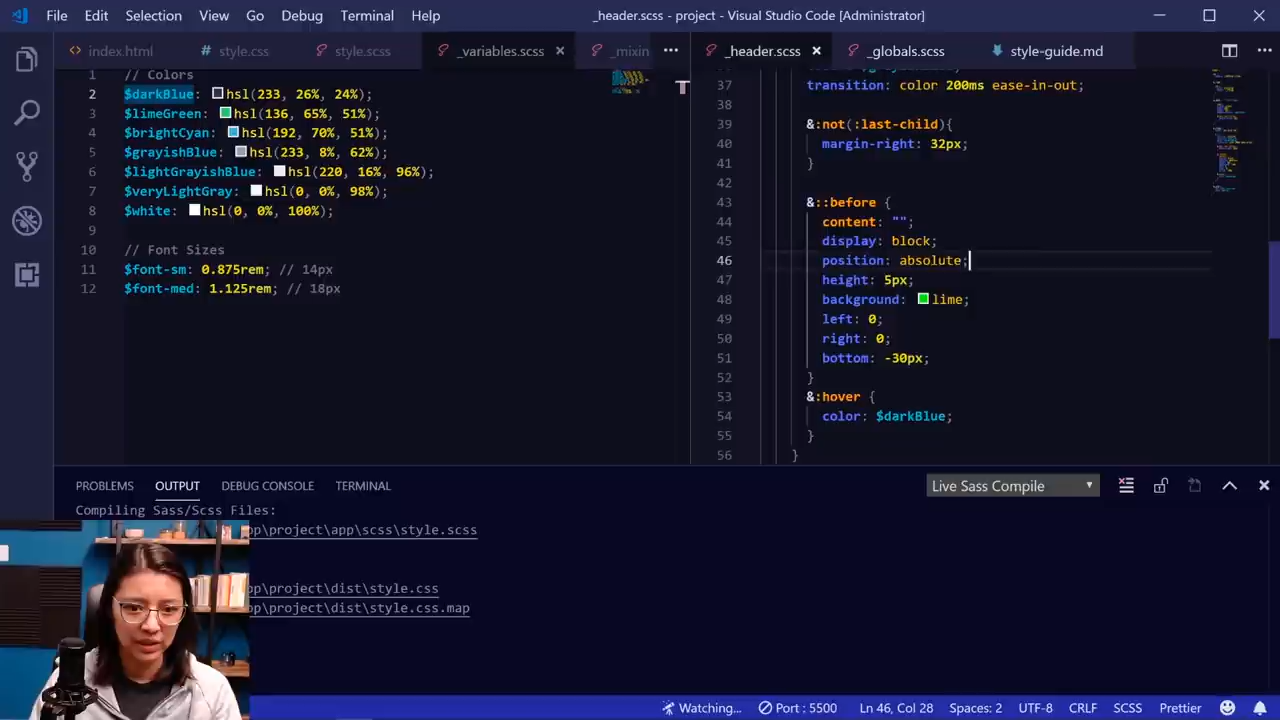 File Edit Selection View Go Debug Terminal Help
_header.scss - project - Visual Studio Code [Administrator]
index.html style.css style.scss _variables.scss _mixin
_header.scss _globals.scss style-guide.md
1 // Colors
2 $darkBlue: hsl(233, 26%, 24%);
3 $limeGreen: hsl(136, 65%, 51%);
4 $brightCyan: hsl(192, 70%, 51%);
5 $grayishBlue: hsl(233, 8%, 62%);
6 $lightGrayishBlue: hsl(220, 16%, 96%);
7 $veryLightGray: hsl(0, 0%, 98%);
8 $white: hsl(0, 0%, 100%);
9
10 // Font Sizes
11 $font-sm: 0.875rem; // 14px
12 $font-med: 1.125rem; // 18px
37 transition: color 200ms ease-in-out;
38
39 &:not(:last-child){
40 margin-right: 32px;
41 }
42
43 &::before {
44 content: "";
45 display: block;
46 position: absolute;
47 height: 5px;
48 background: lime;
49 left: 0;
50 right: 0;
51 bottom: -30px;
52 }
53 &:hover {
54 color: $darkBlue;
55 }
56 }
PROBLEMS OUTPUT DEBUG CONSOLE TERMINAL
Live Sass Compile
Compiling Sass/Scss Files:
pp\project\app\scss\style.scss
pp\project\dist\style.css
pp\project\dist\style.css.map
Watching... Port : 5500 Ln 46, Col 28 Spaces: 2 UTF-8 CRLF SCSS Prettier